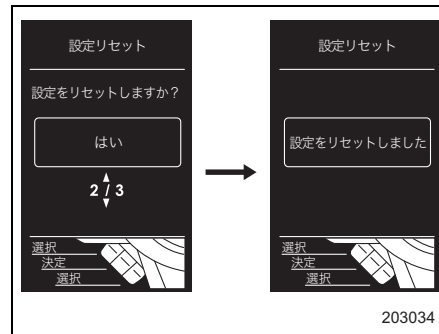 設定リセット
設定をリセットしますか？
はい
2 / 3
選択
決定
選択
設定リセット
設定をリセットしました
選択
決定
選択
203034